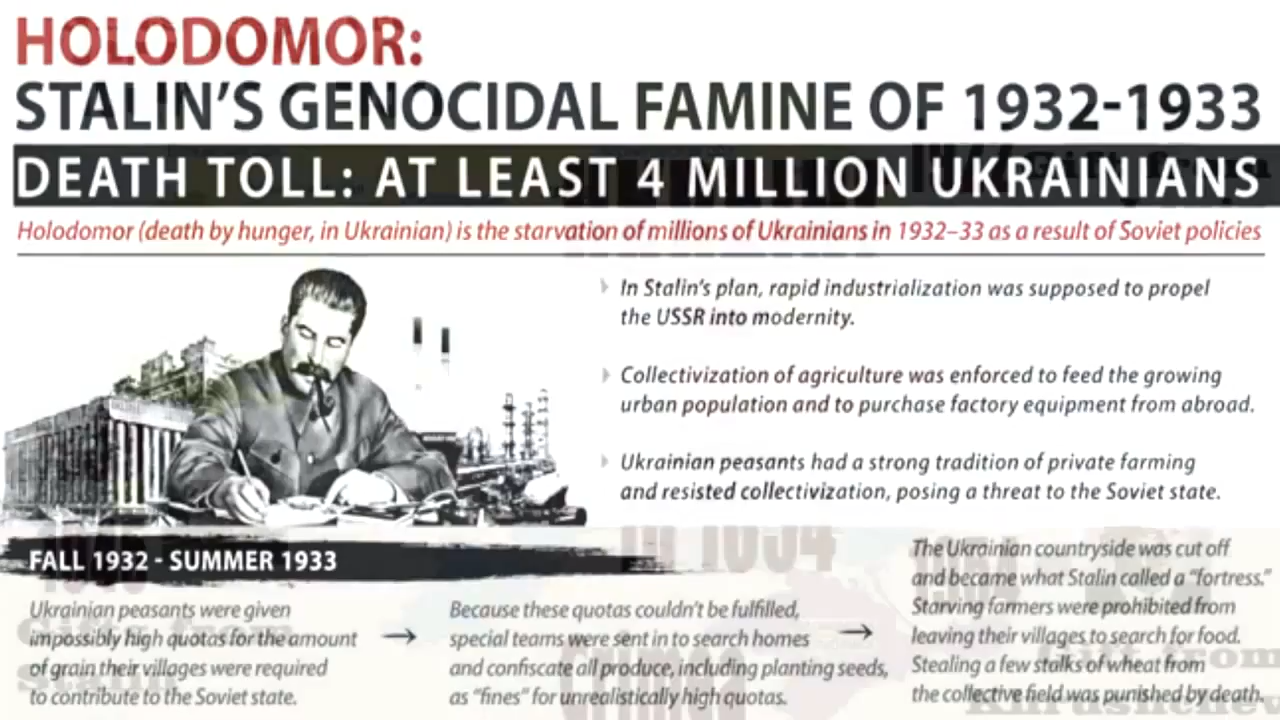 HOLODOMOR:
STALIN'S GENOCIDAL FAMINE OF 1932-1933
DEATH TOLL: AT LEAST 4 MILLION UKRAINIANS
Holodomor (death by hunger, in Ukrainian) is the starvation of millions of Ukrainians in 1932–33 as a result of Soviet policies
In Stalin's plan, rapid industrialization was supposed to propel
the USSR into modernity.
Collectivization of agriculture was enforced to feed the growing
urban population and to purchase factory equipment from abroad.
Ukrainian peasants had a strong tradition of private farming
and resisted collectivization, posing a threat to the Soviet state.
FALL 1932 - SUMMER 1933
Ukrainian peasants were given
impossibly high quotas for the amount
of grain their villages were required
to contribute to the Soviet state.
Because these quotas couldn't be fulfilled,
special teams were sent in to search homes
and confiscate all produce, including planting seeds,
as "fines" for unrealistically high quotas.
The Ukrainian countryside was cut off
and became what Stalin called a "fortress."
Starving farmers were prohibited from
leaving their villages to search for food.
Stealing a few stalks of wheat from
the collective field was punished by death.
in 1654
1954
Gift from
Khrushchev